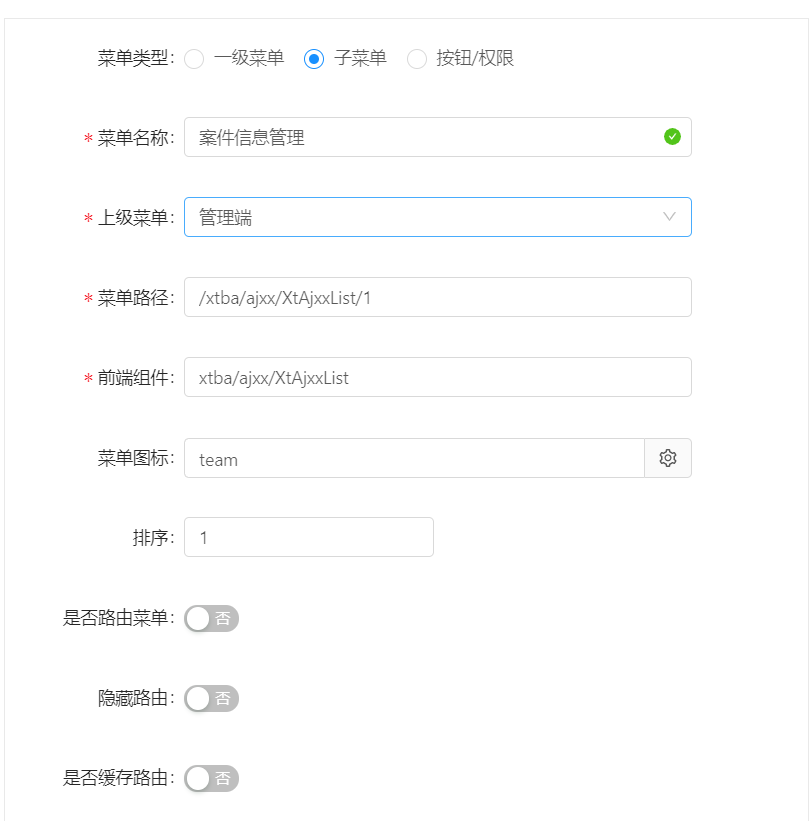 菜单类型： 一级菜单 子菜单 按钮/权限
* 菜单名称： 案件信息管理
* 上级菜单： 管理端
* 菜单路径： /xtba/ajxx/XtAjxxList/1
* 前端组件： xtba/ajxx/XtAjxxList
菜单图标： team
排序： 1
是否路由菜单： 否
隐藏路由： 否
是否缓存路由： 否